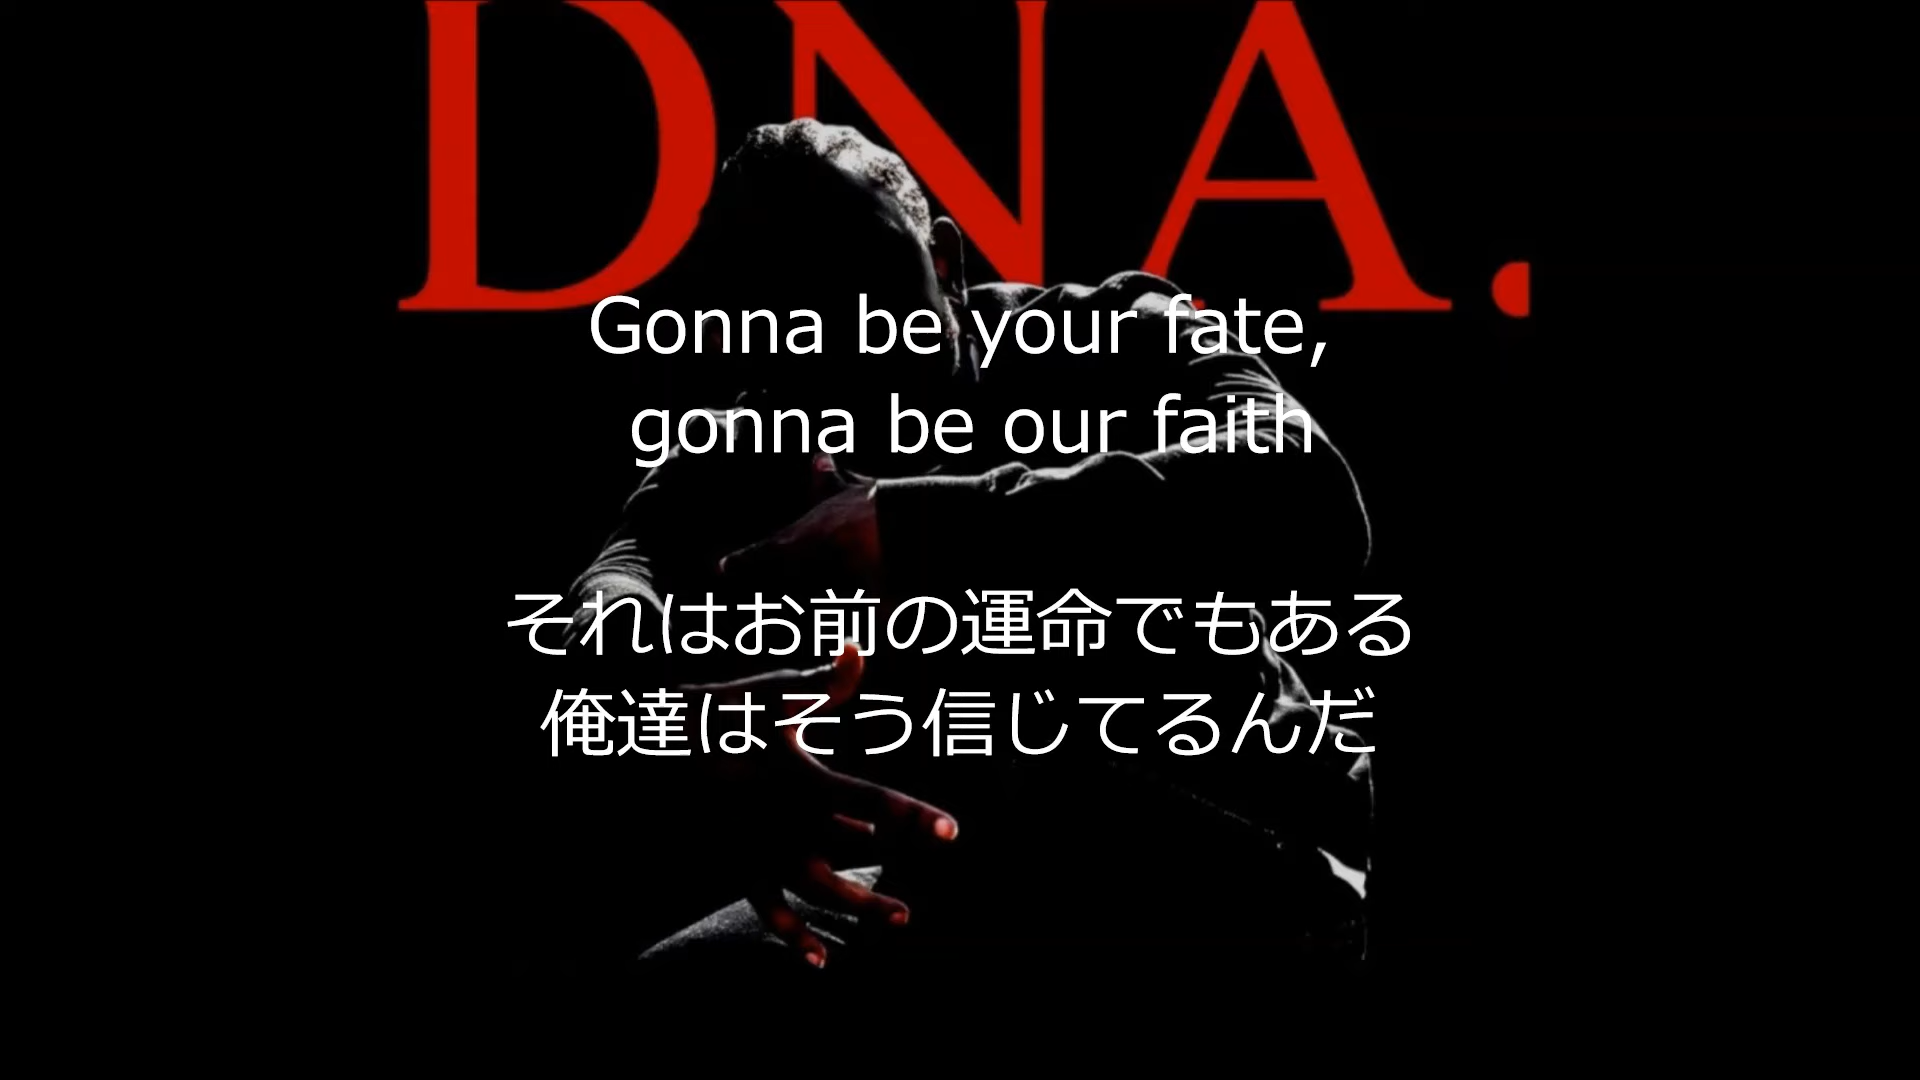 DNA.
Gonna be your fate,
gonna be our faith
それはお前の運命でもある
俺達はそう信じてるんだ